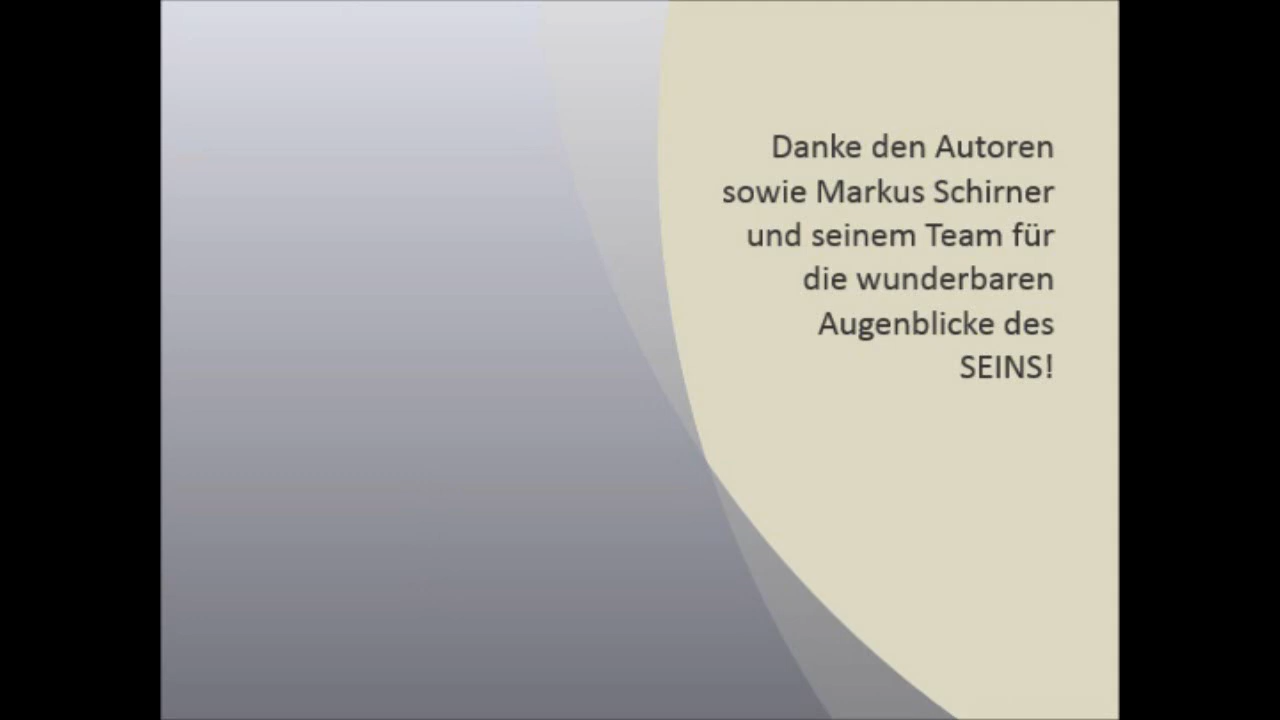 Danke den Autoren
sowie Markus Schirner
und seinem Team für
die wunderbaren
Augenblicke des
SEINS!